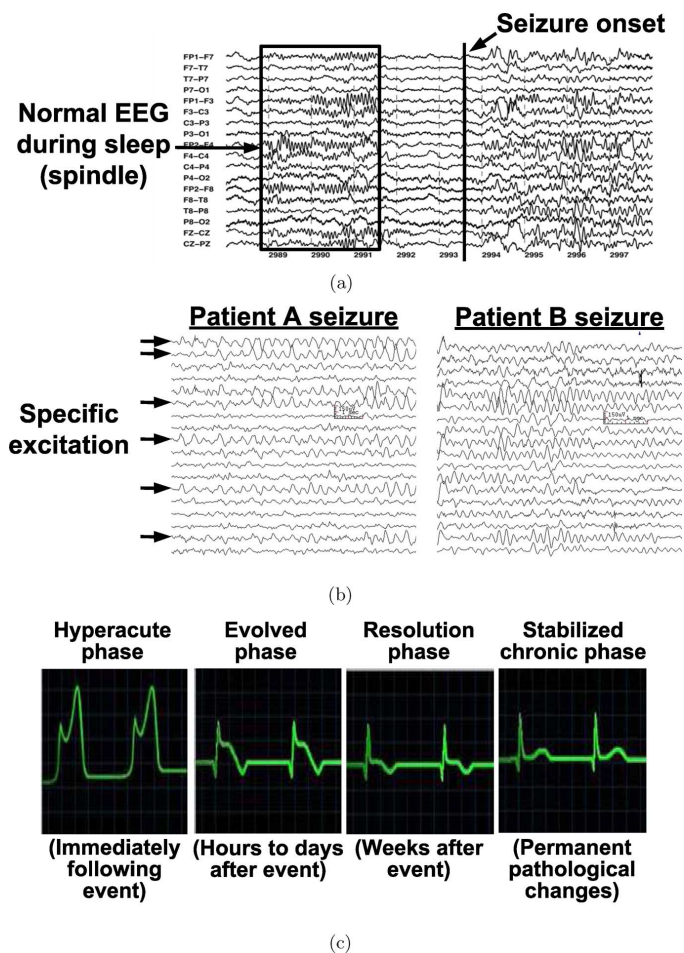 Seizure onset
FP1–F7
F7–T7
T7–P7
P7–O1
FP1–F3
F3–C3
C3–P3
P3–O1
FP2–F4
F4–C4
C4–P4
P4–O2
FP2–F8
F8–T8
T8–P8
P8–O2
FZ–CZ
CZ–PZ
Normal EEG
during sleep
(spindle)
2989 2990 2991 2992 2993 2994 2995 2996 2997
(a)
Patient A seizure
Patient B seizure
Specific
excitation
150uV
150uV
(b)
Hyperacute
phase
Evolved
phase
Resolution
phase
Stabilized
chronic phase
(Immediately
following
event)
(Hours to days
after event)
(Weeks after
event)
(Permanent
pathological
changes)
(c)